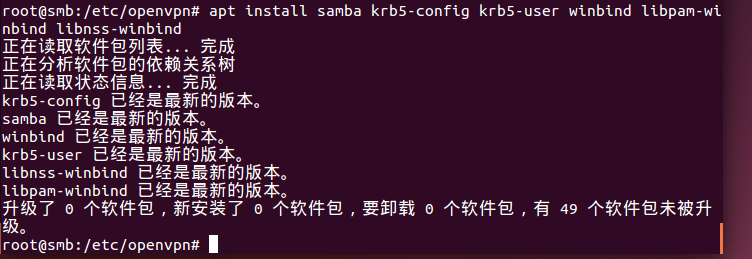 root@smb:/etc/openvpn# apt install samba krb5-config krb5-user winbind libpam-wi
nbind libnss-winbind
正在读取软件包列表... 完成
正在分析软件包的依赖关系树
正在读取状态信息... 完成
krb5-config 已经是最新的版本。
samba 已经是最新的版本。
winbind 已经是最新的版本。
krb5-user 已经是最新的版本。
libnss-winbind 已经是最新的版本。
libpam-winbind 已经是最新的版本。
升级了 0 个软件包，新安装了 0 个软件包，要卸载 0 个软件包，有 49 个软件包未被升
级。
root@smb:/etc/openvpn#